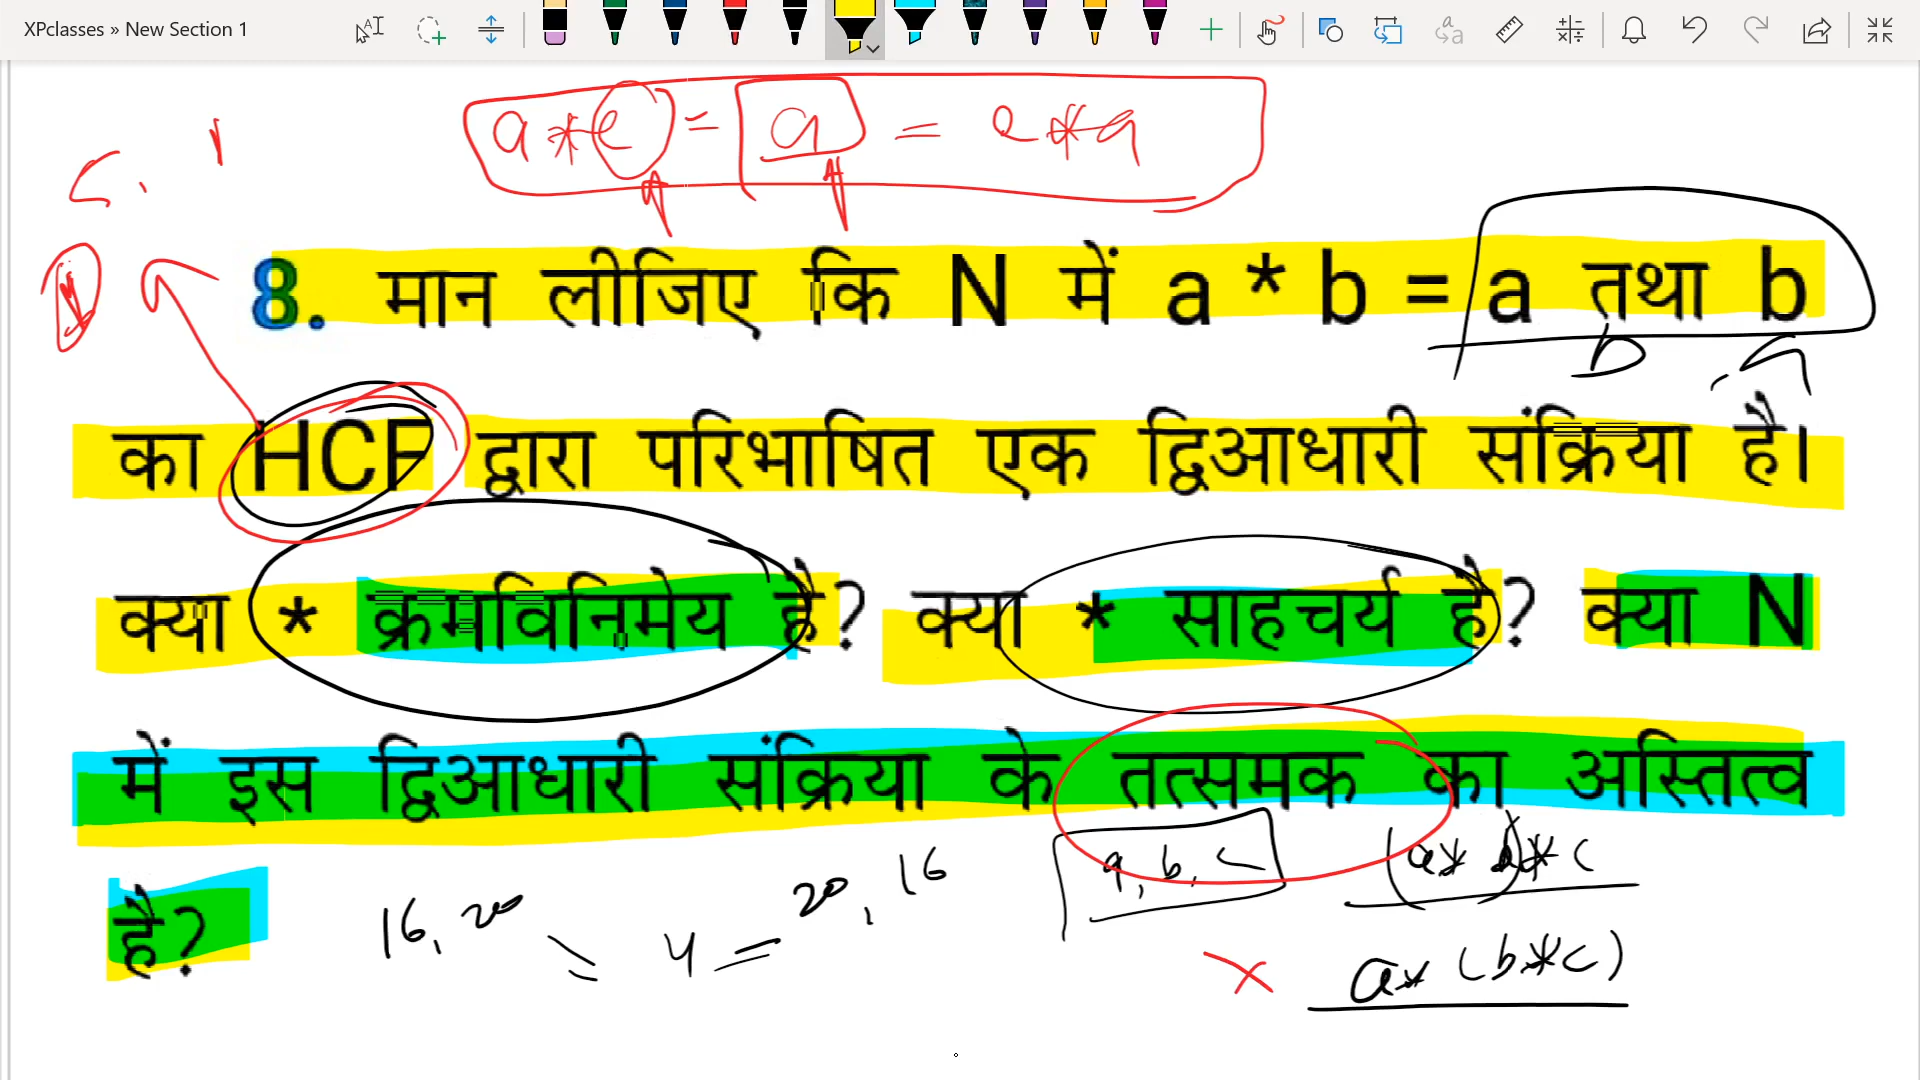 XPclasses » New Section 1
a * e = a = e * a
8. मान लीजिए कि N में a * b = a तथा b
b, a
का HCF द्वारा परिभाषित एक द्विआधारी संक्रिया है।
क्या * क्रमविनिमेय है? क्या * साहचर्य है? क्या N
में इस द्विआधारी संक्रिया के तत्समक का अस्तित्व
है?
16, 20 = 4 = 20, 16
a, b, c
(a * b) * c
a * (b * c)